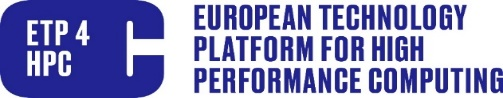 ETP 4
HPC
EUROPEAN TECHNOLOGY
PLATFORM FOR HIGH
PERFORMANCE COMPUTING